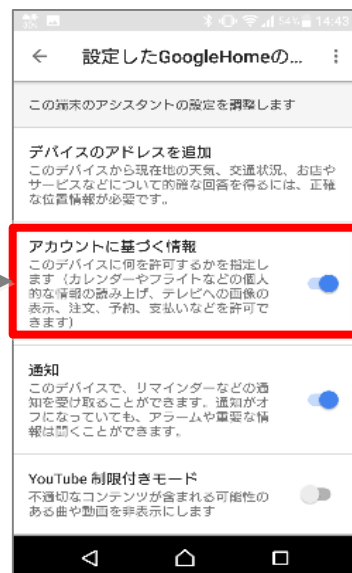 54% 14:43
設定したGoogleHomeの...
この端末のアシスタントの設定を調整します
デバイスのアドレスを追加
このデバイスから現在地の天気、交通状況、お店や
サービスなどについて的確な回答を得るには、正確
な位置情報が必要です。
アカウントに基づく情報
このデバイスに何を許可するかを指定し
ます（カレンダーやフライトなどの個人
的な情報の読み上げ、テレビへの画像の
表示、注文、予約、支払いなどを許可で
きます）
通知
このデバイスで、リマインダーなどの通
知を受け取ることができます。通知がオ
フになっていても、アラームや重要な情
報は聞くことができます。
YouTube 制限付きモード
不適切なコンテンツが含まれる可能性の
ある曲や動画を非表示にします